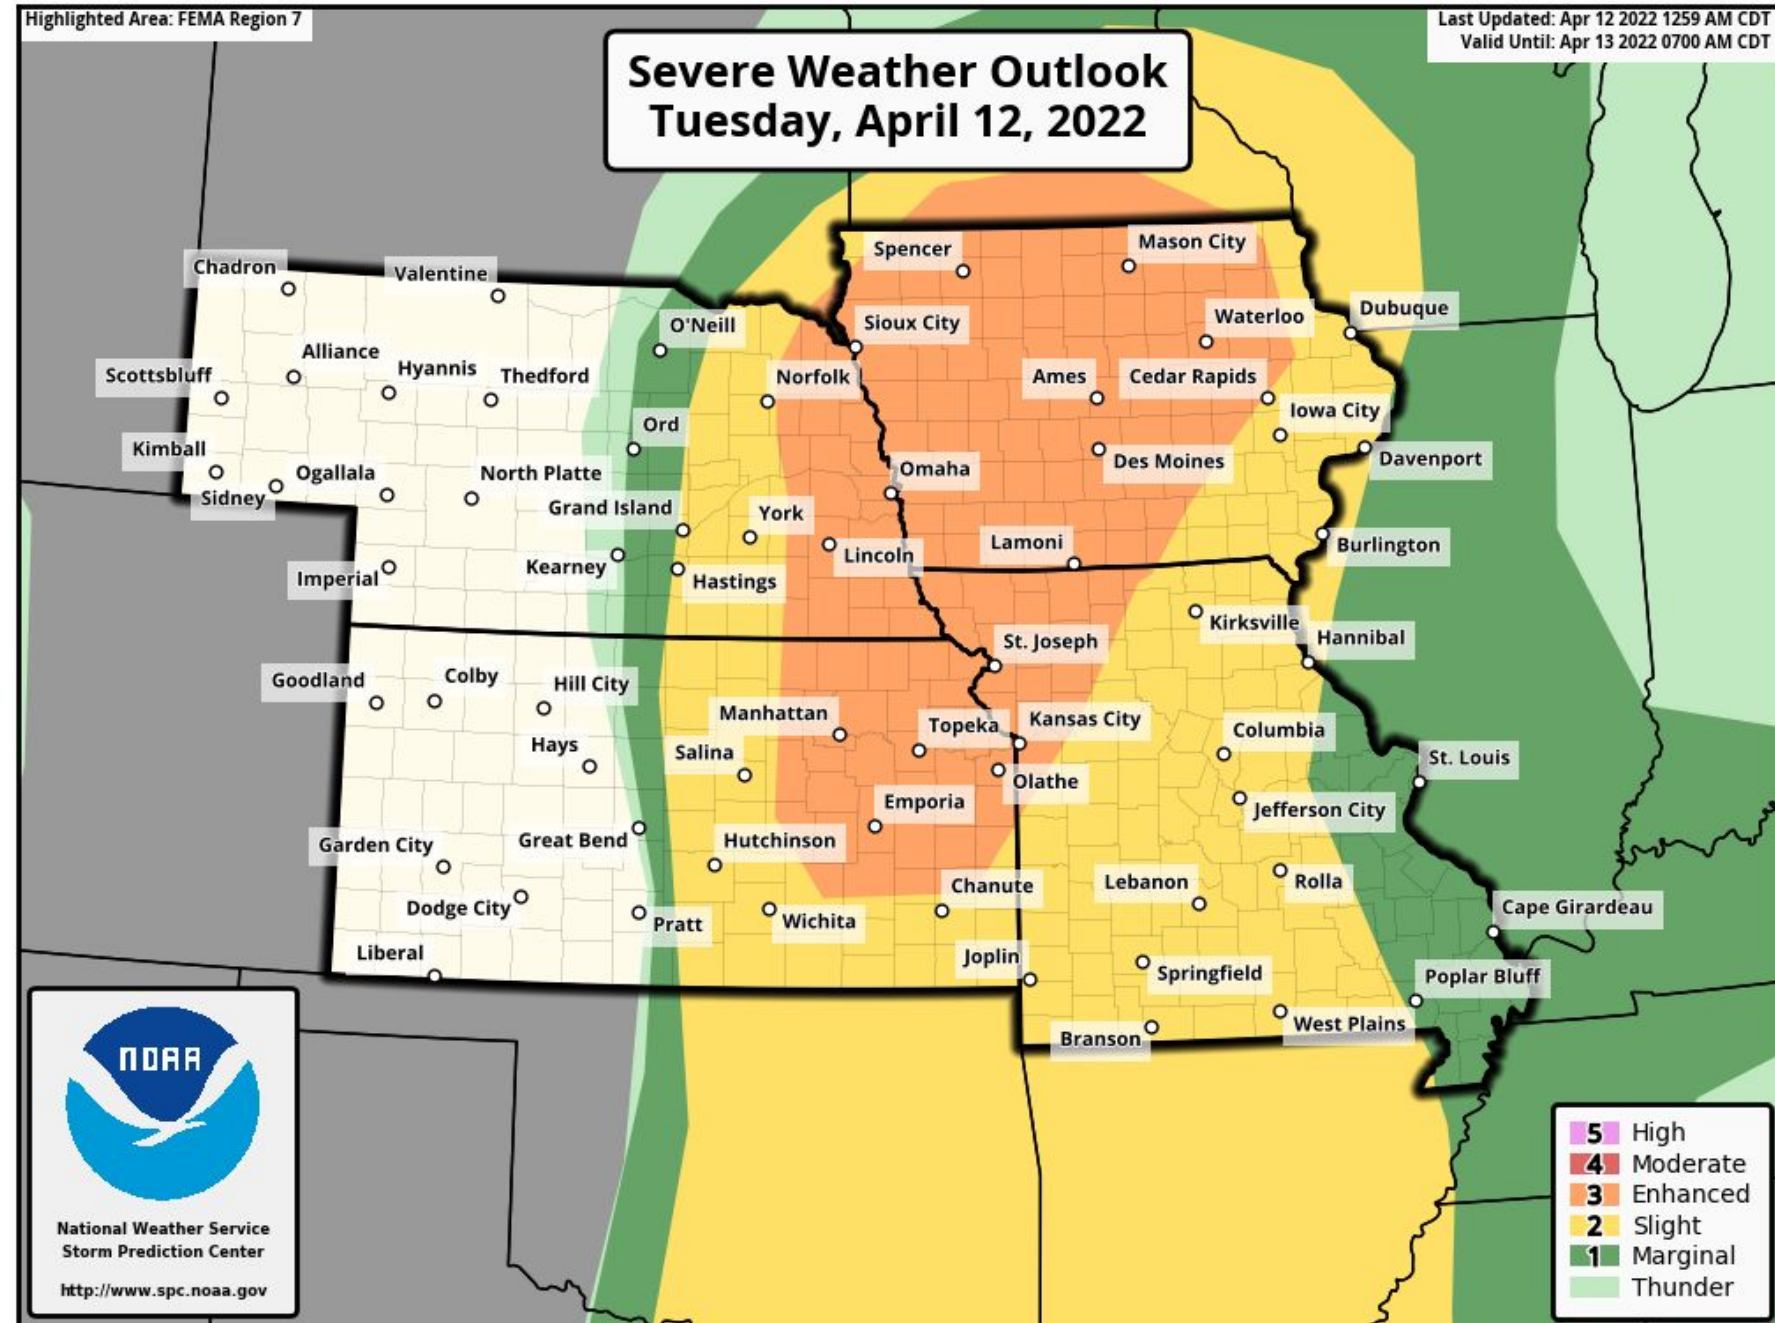 Highlighted Area: FEMA Region 7
Last Updated: Apr 12 2022 1259 AM CDT
Valid Until: Apr 13 2022 0700 AM CDT
Severe Weather Outlook
Tuesday, April 12, 2022
Spencer
Mason City
Chadron
Valentine
O'Neill
Sioux City
Waterloo
Dubuque
Scottsbluff
Alliance
Hyannis
Thedford
Norfolk
Ames
Cedar Rapids
Iowa City
Ord
Kimball
Sidney
Ogallala
North Platte
Omaha
Des Moines
Davenport
Grand Island
York
Imperial
Kearney
Hastings
Lincoln
Lamoni
Burlington
Kirksville
Hannibal
St. Joseph
Goodland
Colby
Hill City
Manhattan
Topeka
Kansas City
Columbia
Hays
Salina
Olathe
St. Louis
Emporia
Jefferson City
Garden City
Great Bend
Hutchinson
Chanute
Lebanon
Rolla
Dodge City
Pratt
Wichita
Cape Girardeau
Liberal
Joplin
Springfield
Poplar Bluff
Branson
West Plains
NOAA
National Weather Service
Storm Prediction Center
http://www.spc.noaa.gov
5 High
4 Moderate
3 Enhanced
2 Slight
1 Marginal
Thunder